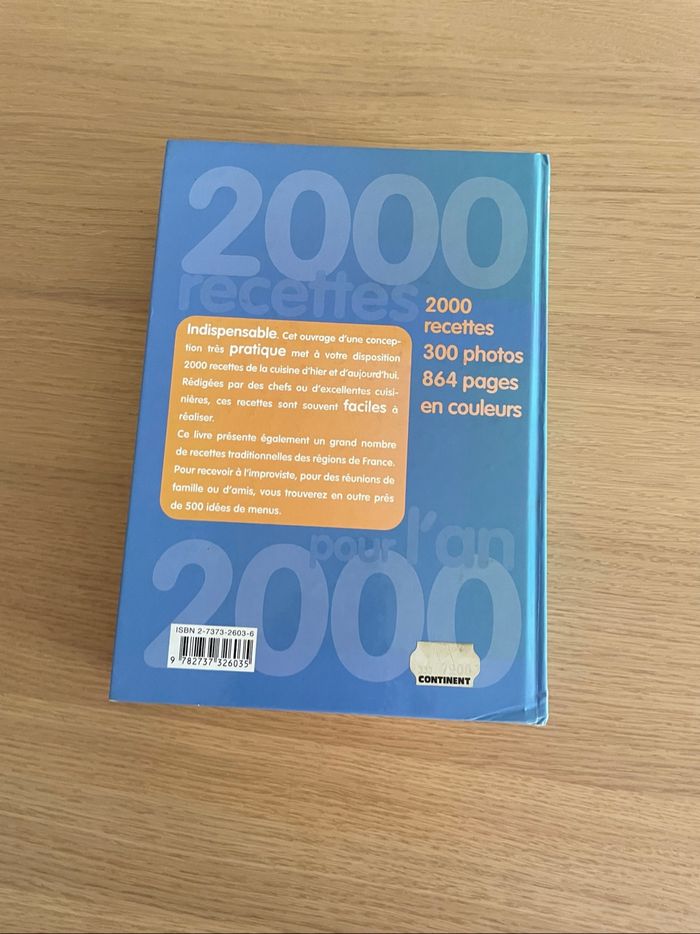 2000
recettes
2000
recettes
300 photos
864 pages
en couleurs
Indispensable. Cet ouvrage d'une concep-
tion très pratique met à votre disposition
2000 recettes de la cuisine d'hier et d'aujourd'hui.
Rédigées par des chefs ou d'excellentes cuisi-
nières, ces recettes sont souvent faciles à
réaliser.
Ce livre présente également un grand nombre
de recettes traditionnelles des régions de France.
Pour recevoir à l'improviste, pour des réunions de
famille ou d'amis, vous trouverez en outre près
de 500 idées de menus.
pour l'an
2000
ISBN 2-7373-2603-6
9 782737 326035
CONTINENT